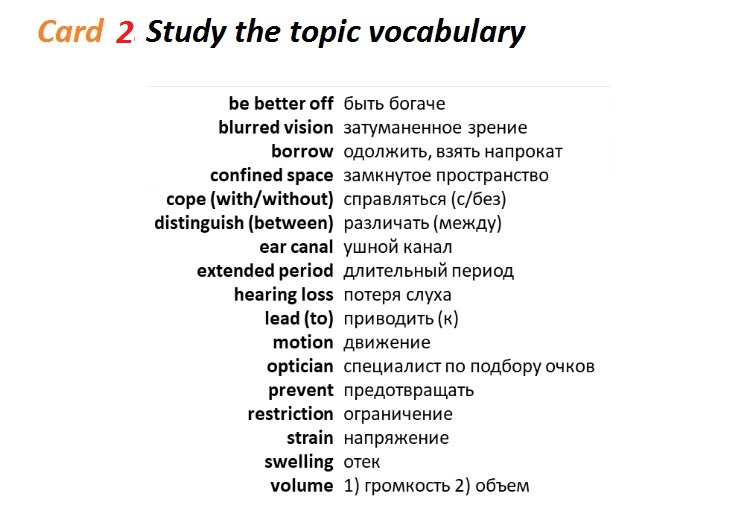 Card 2 Study the topic vocabulary
be better off быть богаче
blurred vision затуманенное зрение
borrow одолжить, взять напрокат
confined space замкнутое пространство
cope (with/without) справляться (с/без)
distinguish (between) различать (между)
ear canal ушной канал
extended period длительный период
hearing loss потеря слуха
lead (to) приводить (к)
motion движение
optician специалист по подбору очков
prevent предотвращать
restriction ограничение
strain напряжение
swelling отек
volume 1) громкость 2) объем